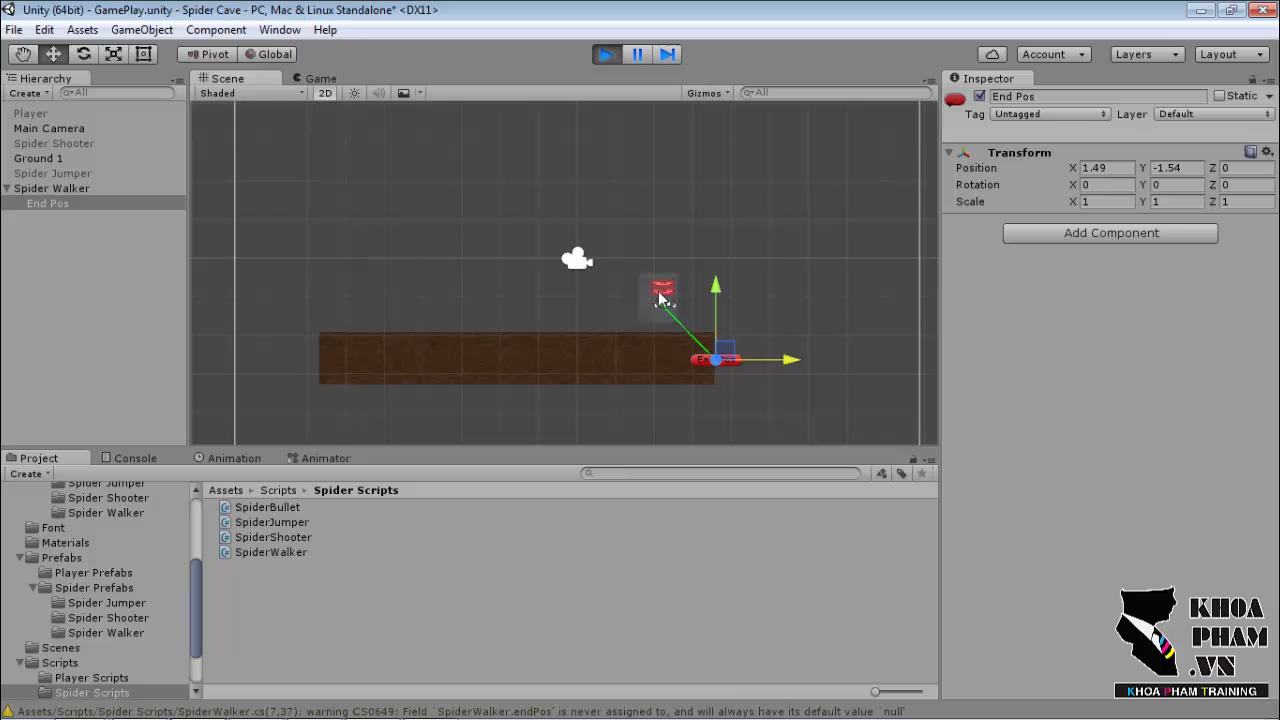 Unity (64bit) - GamePlay.unity - Spider Cave - PC, Mac & Linux Standalone* <DX11>
File Edit Assets GameObject Component Window Help
Pivot Global Account Layers Layout
Hierarchy
Create All
Player
Main Camera
Spider Shooter
Ground 1
Spider Jumper
Spider Walker
End Pos
Scene Game
Shaded 2D Gizmos All
End Pos
Inspector
End Pos Static
Tag Untagged Layer Default
Transform
Position X 1.49 Y -1.54 Z 0
Rotation X 0 Y 0 Z 0
Scale X 1 Y 1 Z 1
Add Component
Project Console Animation Animator
Create
Spider Jumper
Spider Shooter
Spider Walker
Font
Materials
Prefabs
Player Prefabs
Spider Prefabs
Spider Jumper
Spider Shooter
Spider Walker
Scenes
Scripts
Player Scripts
Spider Scripts
Assets Scripts Spider Scripts
SpiderBullet
SpiderJumper
SpiderShooter
SpiderWalker
KHOA
PHAM
.VN
KHOA PHAM TRAINING
Assets/Scripts/Spider Scripts/SpiderWalker.cs(7,37): warning CS0649: Field `SpiderWalker.endPos' is never assigned to, and will always have its default value `null'